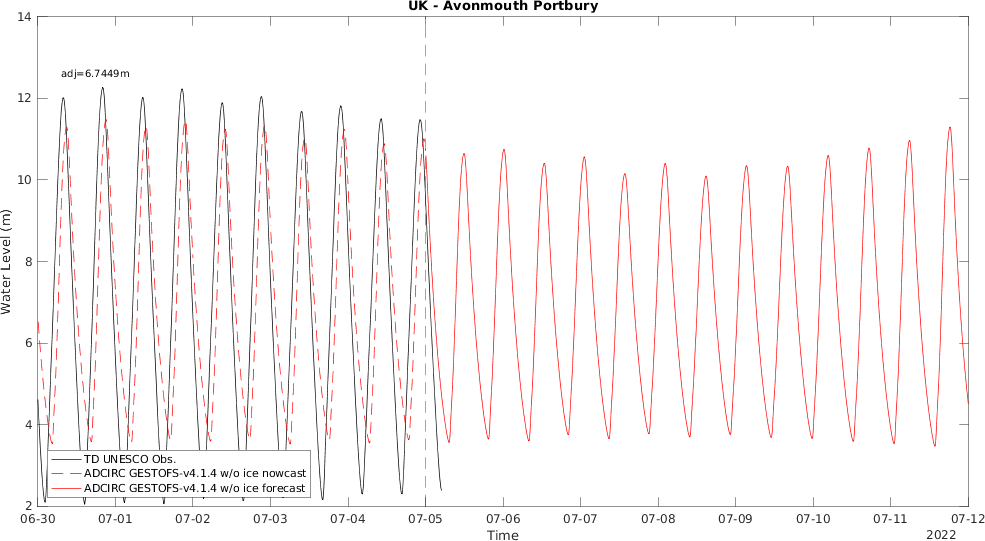 UK - Avonmouth Portbury
14
12
10
8
6
4
2
Water Level (m)
adj=6.7449m
TD UNESCO Obs.
ADCIRC GESTOFS-v4.1.4 w/o ice nowcast
ADCIRC GESTOFS-v4.1.4 w/o ice forecast
06-30 07-01 07-02 07-03 07-04 07-05 07-06 07-07 07-08 07-09 07-10 07-11 07-12
Time
2022